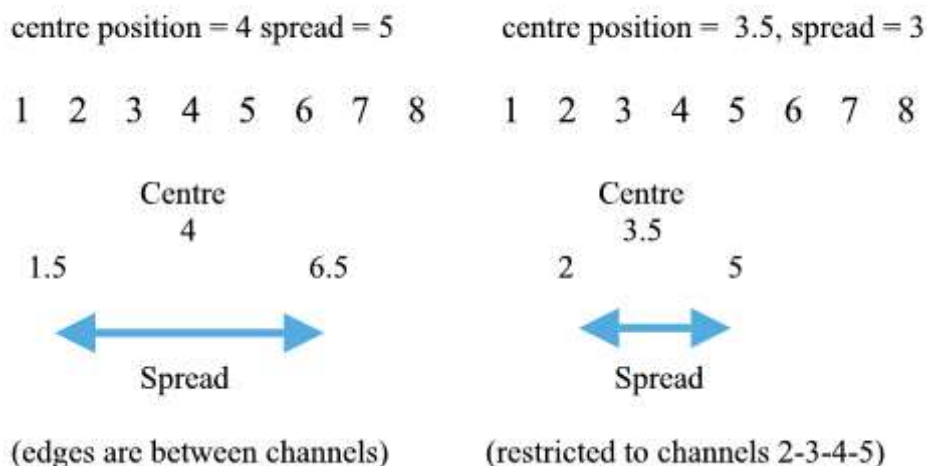 centre position = 4 spread = 5
1 2 3 4 5 6 7 8
Centre
4
1.5 6.5
Spread
(edges are between channels)
centre position = 3.5, spread = 3
1 2 3 4 5 6 7 8
Centre
3.5
2 5
Spread
(restricted to channels 2-3-4-5)